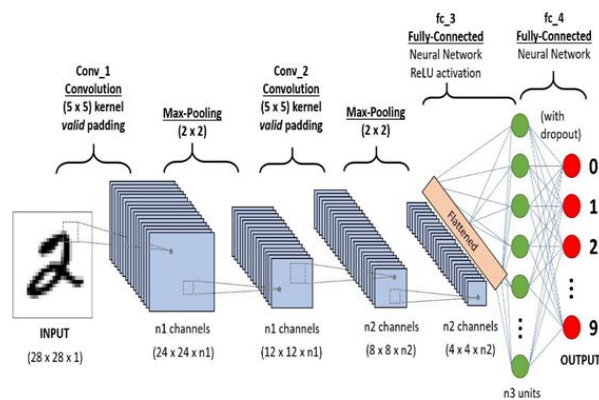 fc_3
Fully-Connected
Neural Network
ReLU activation
fc_4
Fully-Connected
Neural Network
Conv_1
Convolution
(5 x 5) kernel
valid padding
Max-Pooling
(2 x 2)
Conv_2
Convolution
(5 x 5) kernel
valid padding
Max-Pooling
(2 x 2)
(with
dropout)
Flattened
0
1
2
9
2
INPUT
(28 x 28 x 1)
n1 channels
(24 x 24 x n1)
n1 channels
(12 x 12 x n1)
n2 channels
(8 x 8 x n2)
n2 channels
(4 x 4 x n2)
OUTPUT
n3 units